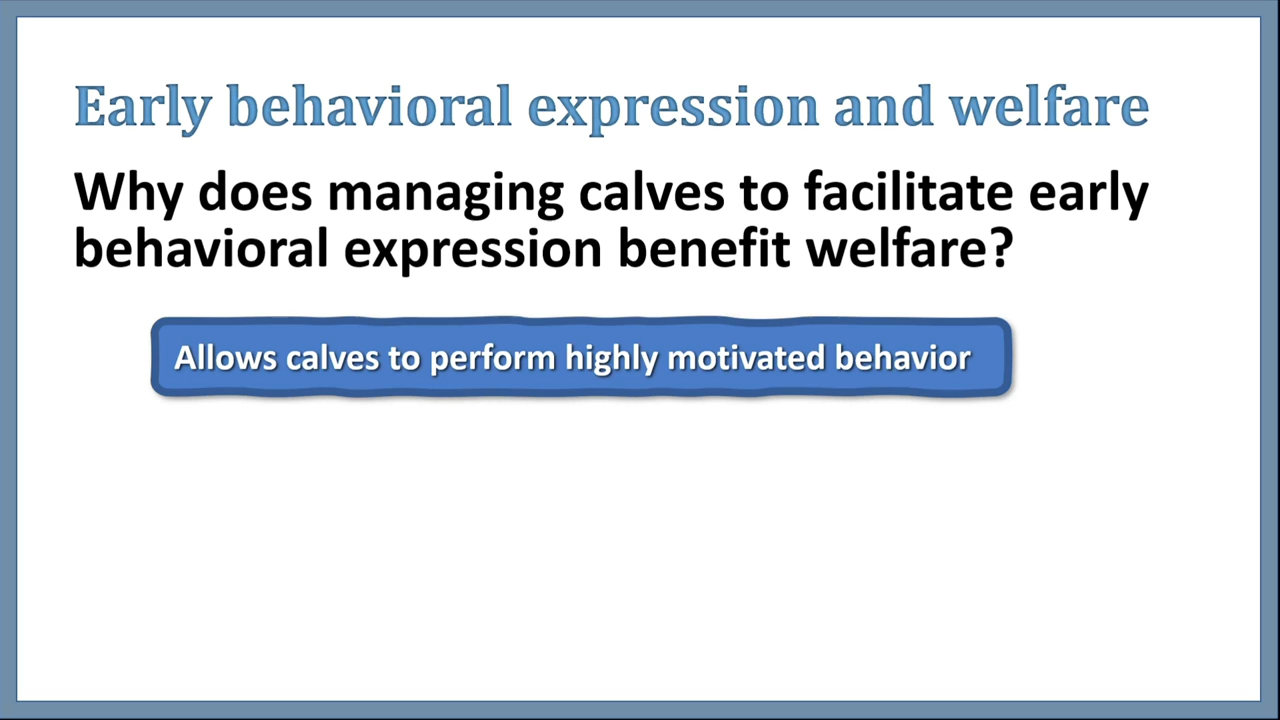 Early behavioral expression and welfare
Why does managing calves to facilitate early
behavioral expression benefit welfare?
Allows calves to perform highly motivated behavior